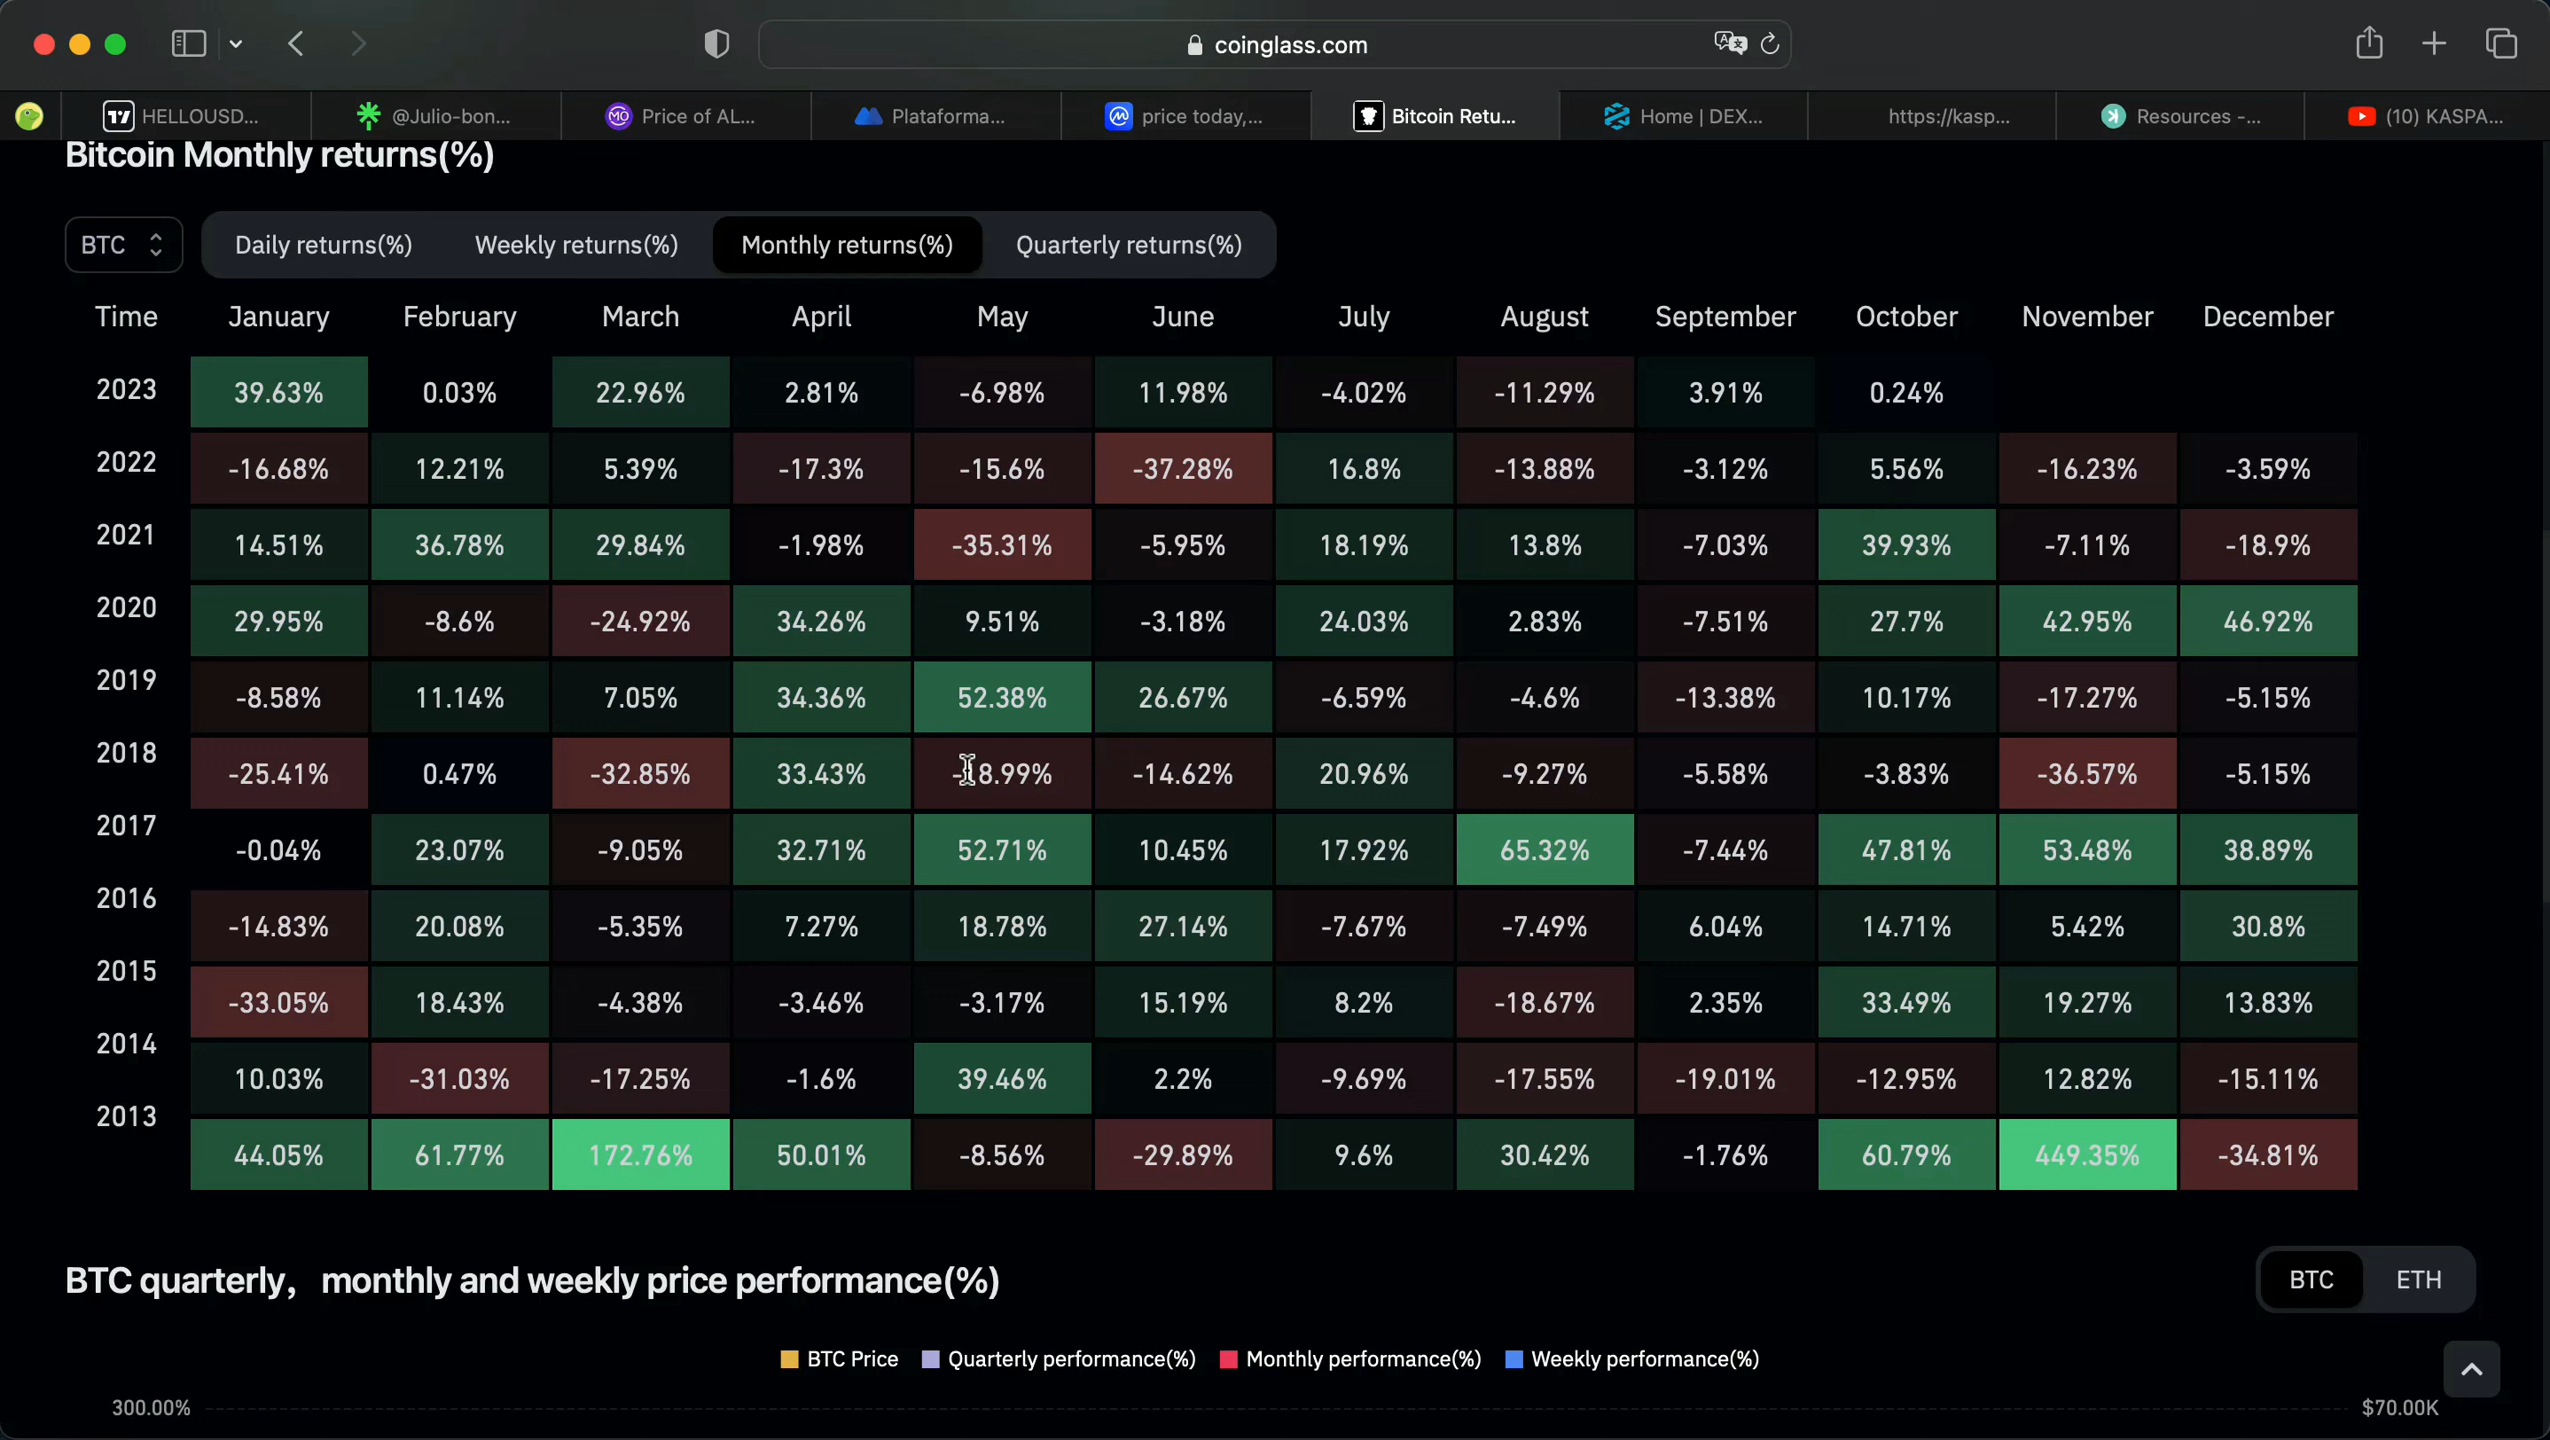 coinglass.com
HELLOUSD...
@Julio-bon...
Price of AL...
Plataforma...
price today,...
Bitcoin Retu...
Home | DEX...
https://kasp...
Resources -...
(10) KASPA...
Bitcoin Monthly returns(%)
BTC Daily returns(%) Weekly returns(%) Monthly returns(%) Quarterly returns(%)
Time January February March April May June July August September October November December
2023 39.63% 0.03% 22.96% 2.81% -6.98% 11.98% -4.02% -11.29% 3.91% 0.24%
2022 -16.68% 12.21% 5.39% -17.3% -15.6% -37.28% 16.8% -13.88% -3.12% 5.56% -16.23% -3.59%
2021 14.51% 36.78% 29.84% -1.98% -35.31% -5.95% 18.19% 13.8% -7.03% 39.93% -7.11% -18.9%
2020 29.95% -8.6% -24.92% 34.26% 9.51% -3.18% 24.03% 2.83% -7.51% 27.7% 42.95% 46.92%
2019 -8.58% 11.14% 7.05% 34.36% 52.38% 26.67% -6.59% -4.6% -13.38% 10.17% -17.27% -5.15%
2018 -25.41% 0.47% -32.85% 33.43% -18.99% -14.62% 20.96% -9.27% -5.58% -3.83% -36.57% -5.15%
2017 -0.04% 23.07% -9.05% 32.71% 52.71% 10.45% 17.92% 65.32% -7.44% 47.81% 53.48% 38.89%
2016 -14.83% 20.08% -5.35% 7.27% 18.78% 27.14% -7.67% -7.49% 6.04% 14.71% 5.42% 30.8%
2015 -33.05% 18.43% -4.38% -3.46% -3.17% 15.19% 8.2% -18.67% 2.35% 33.49% 19.27% 13.83%
2014 10.03% -31.03% -17.25% -1.6% 39.46% 2.2% -9.69% -17.55% -19.01% -12.95% 12.82% -15.11%
2013 44.05% 61.77% 172.76% 50.01% -8.56% -29.89% 9.6% 30.42% -1.76% 60.79% 449.35% -34.81%
BTC quarterly, monthly and weekly price performance(%)
BTC ETH
BTC Price Quarterly performance(%) Monthly performance(%) Weekly performance(%)
300.00% $70.00K